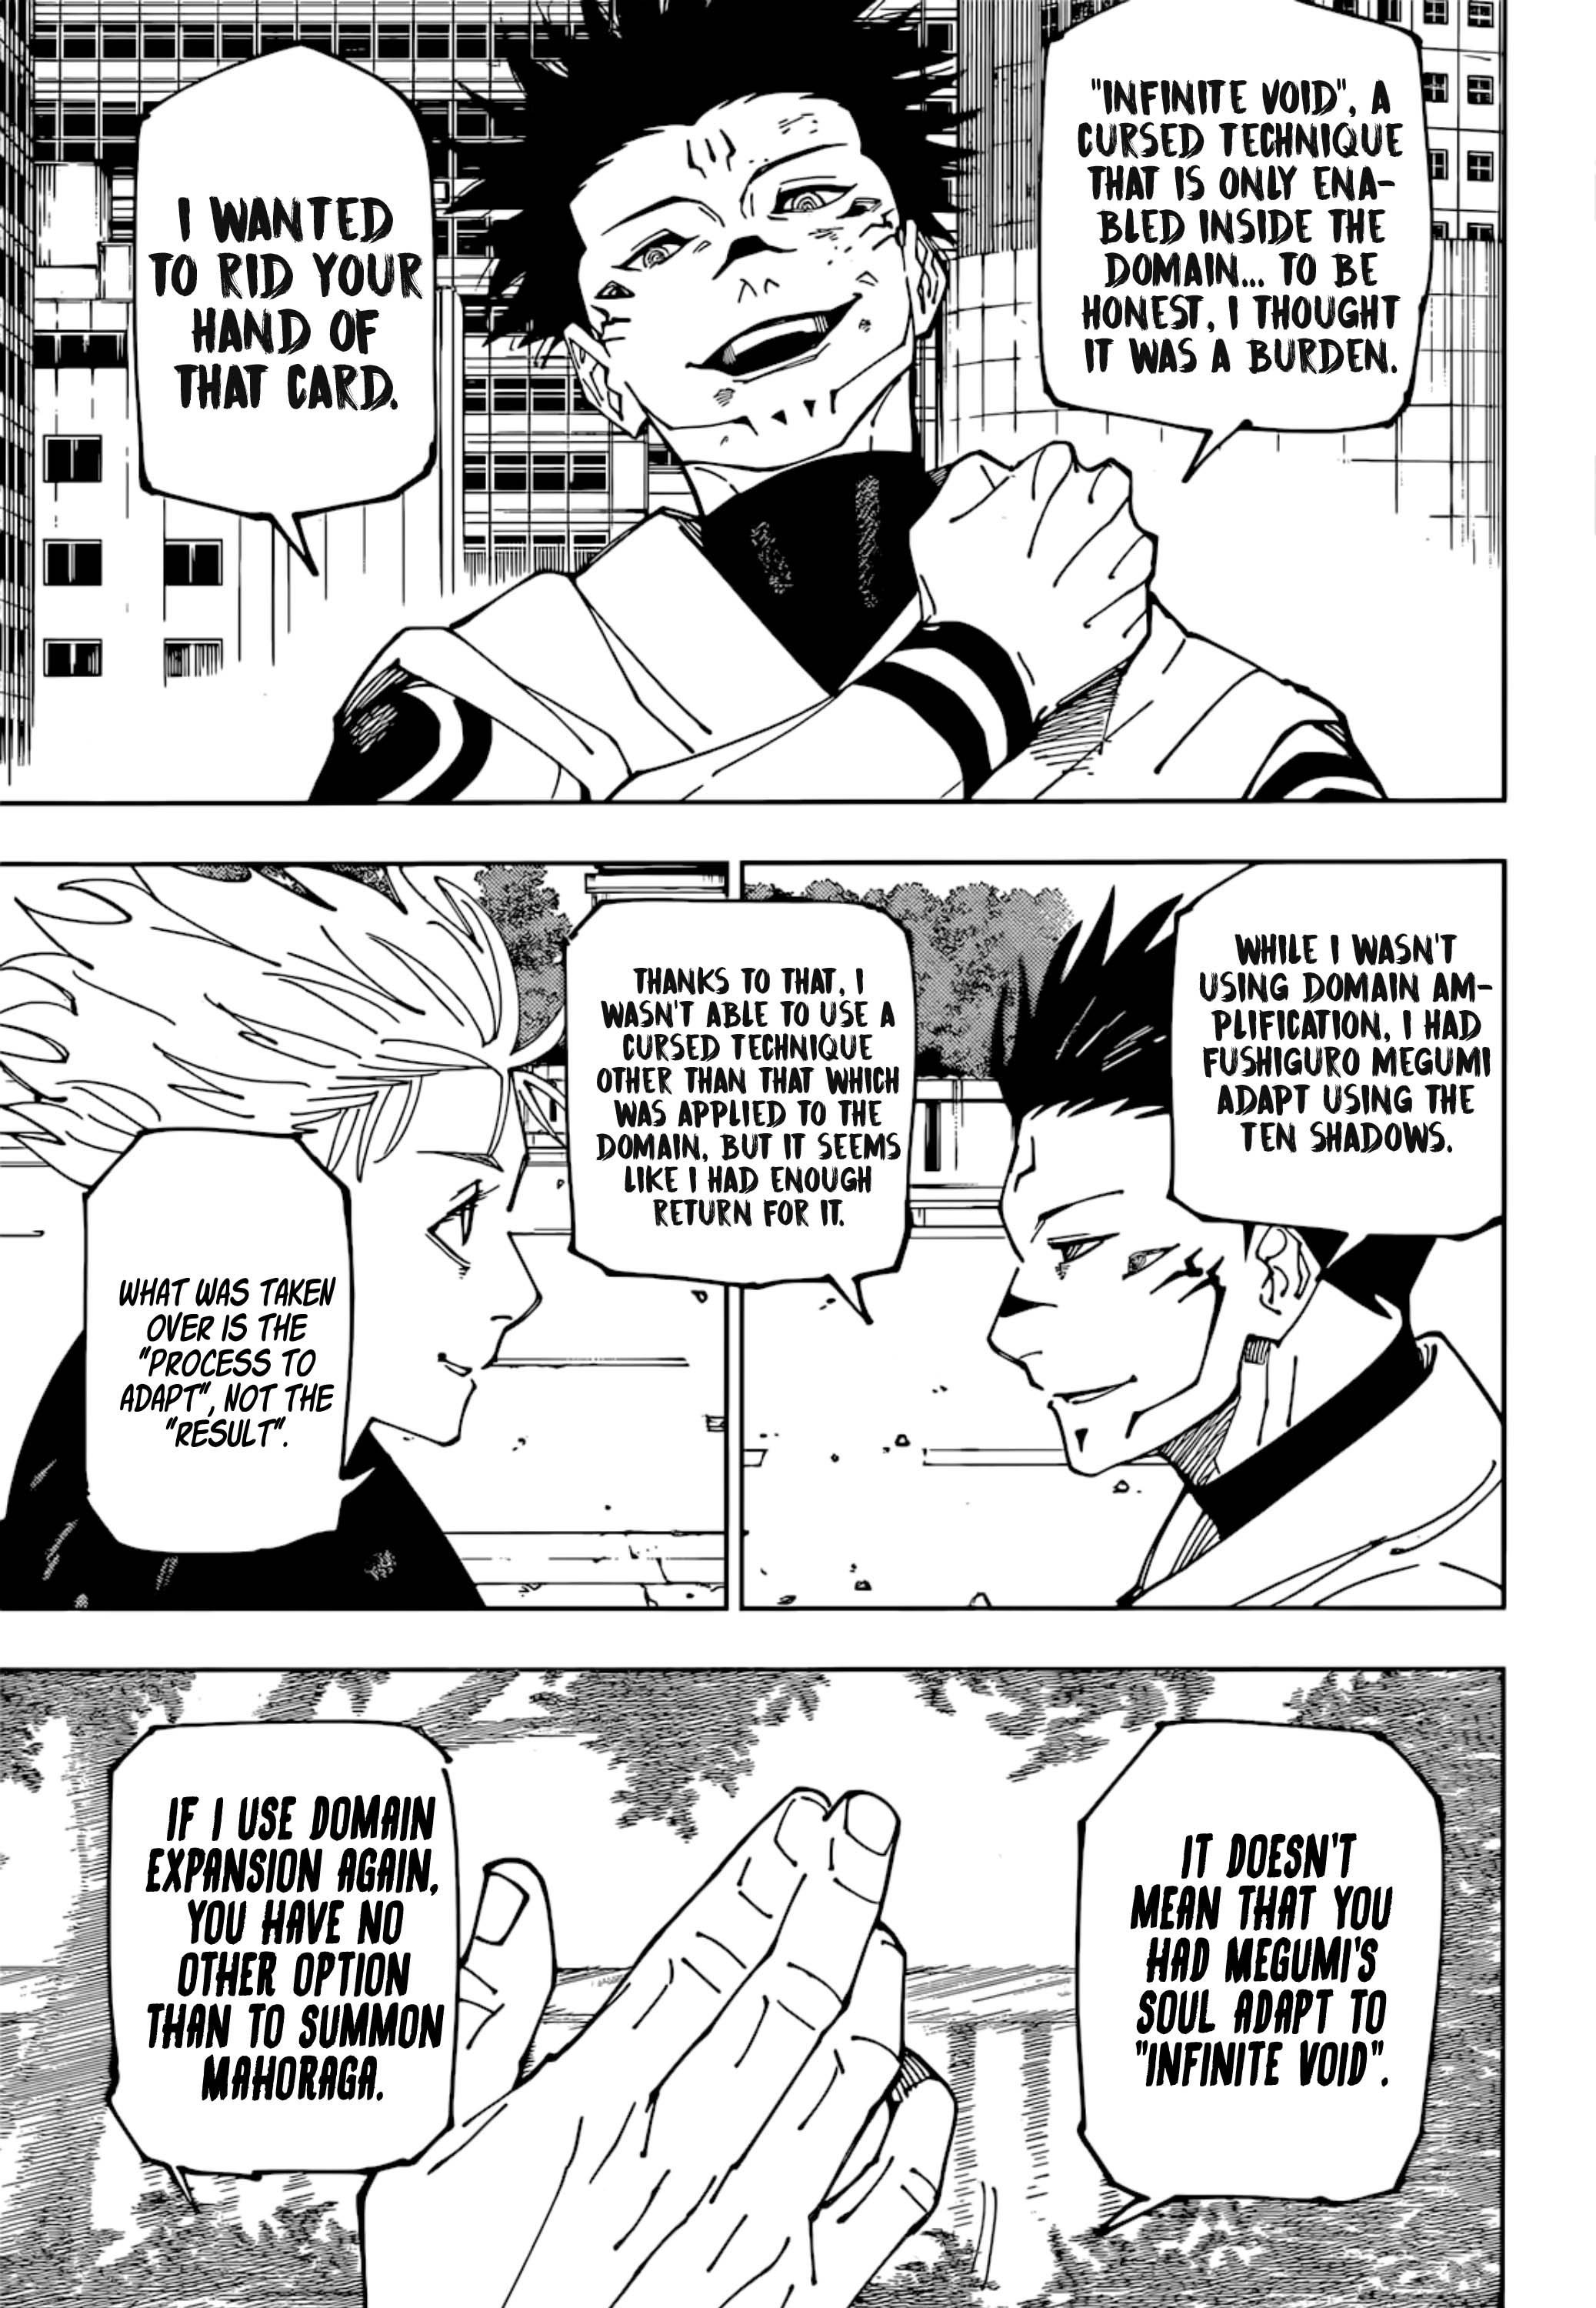 "INFINITE VOID", A
CURSED TECHNIQUE
THAT IS ONLY ENA-
BLED INSIDE THE
DOMAIN... TO BE
HONEST, I THOUGHT
IT WAS A BURDEN.
I WANTED
TO RID YOUR
HAND OF
THAT CARD.
WHILE I WASN'T
USING DOMAIN AM-
PLIFICATION, I HAD
FUSHIGURO MEGUMI
ADAPT USING THE
TEN SHADOWS.
THANKS TO THAT, I
WASN'T ABLE TO USE A
CURSED TECHNIQUE
OTHER THAN THAT WHICH
WAS APPLIED TO THE
DOMAIN, BUT IT SEEMS
LIKE I HAD ENOUGH
RETURN FOR IT.
WHAT WAS TAKEN
OVER IS THE
"PROCESS TO
ADAPT", NOT THE
"RESULT".
IT DOESN'T
MEAN THAT YOU
HAD MEGUMI'S
SOUL ADAPT TO
"INFINITE VOID".
IF I USE DOMAIN
EXPANSION AGAIN,
YOU HAVE NO
OTHER OPTION
THAN TO SUMMON
MAHORAGA.